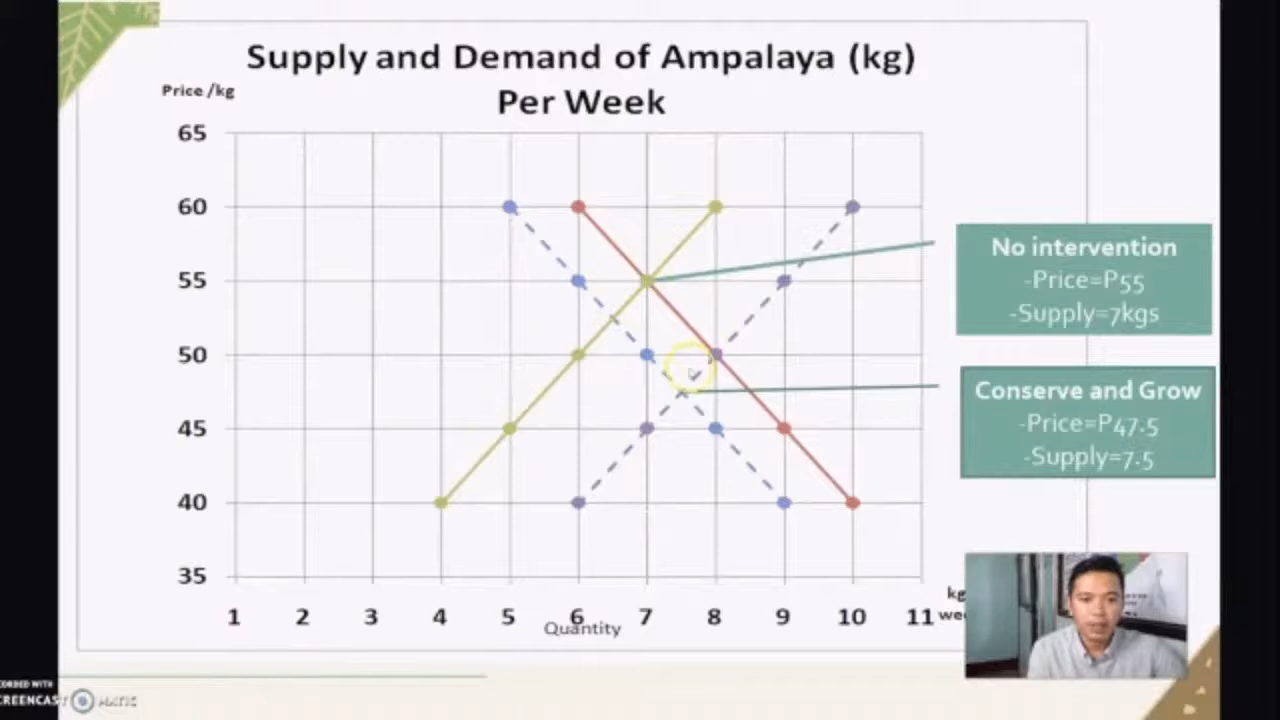 Supply and Demand of Ampalaya (kg)
Per Week
Price /kg
65
60
55
50
45
40
35
1 2 3 4 5 6 7 8 9 10 11
Quantity
kg
No intervention
-Price=P55
-Supply=7kgs
Conserve and Grow
-Price=P47.5
-Supply=7.5